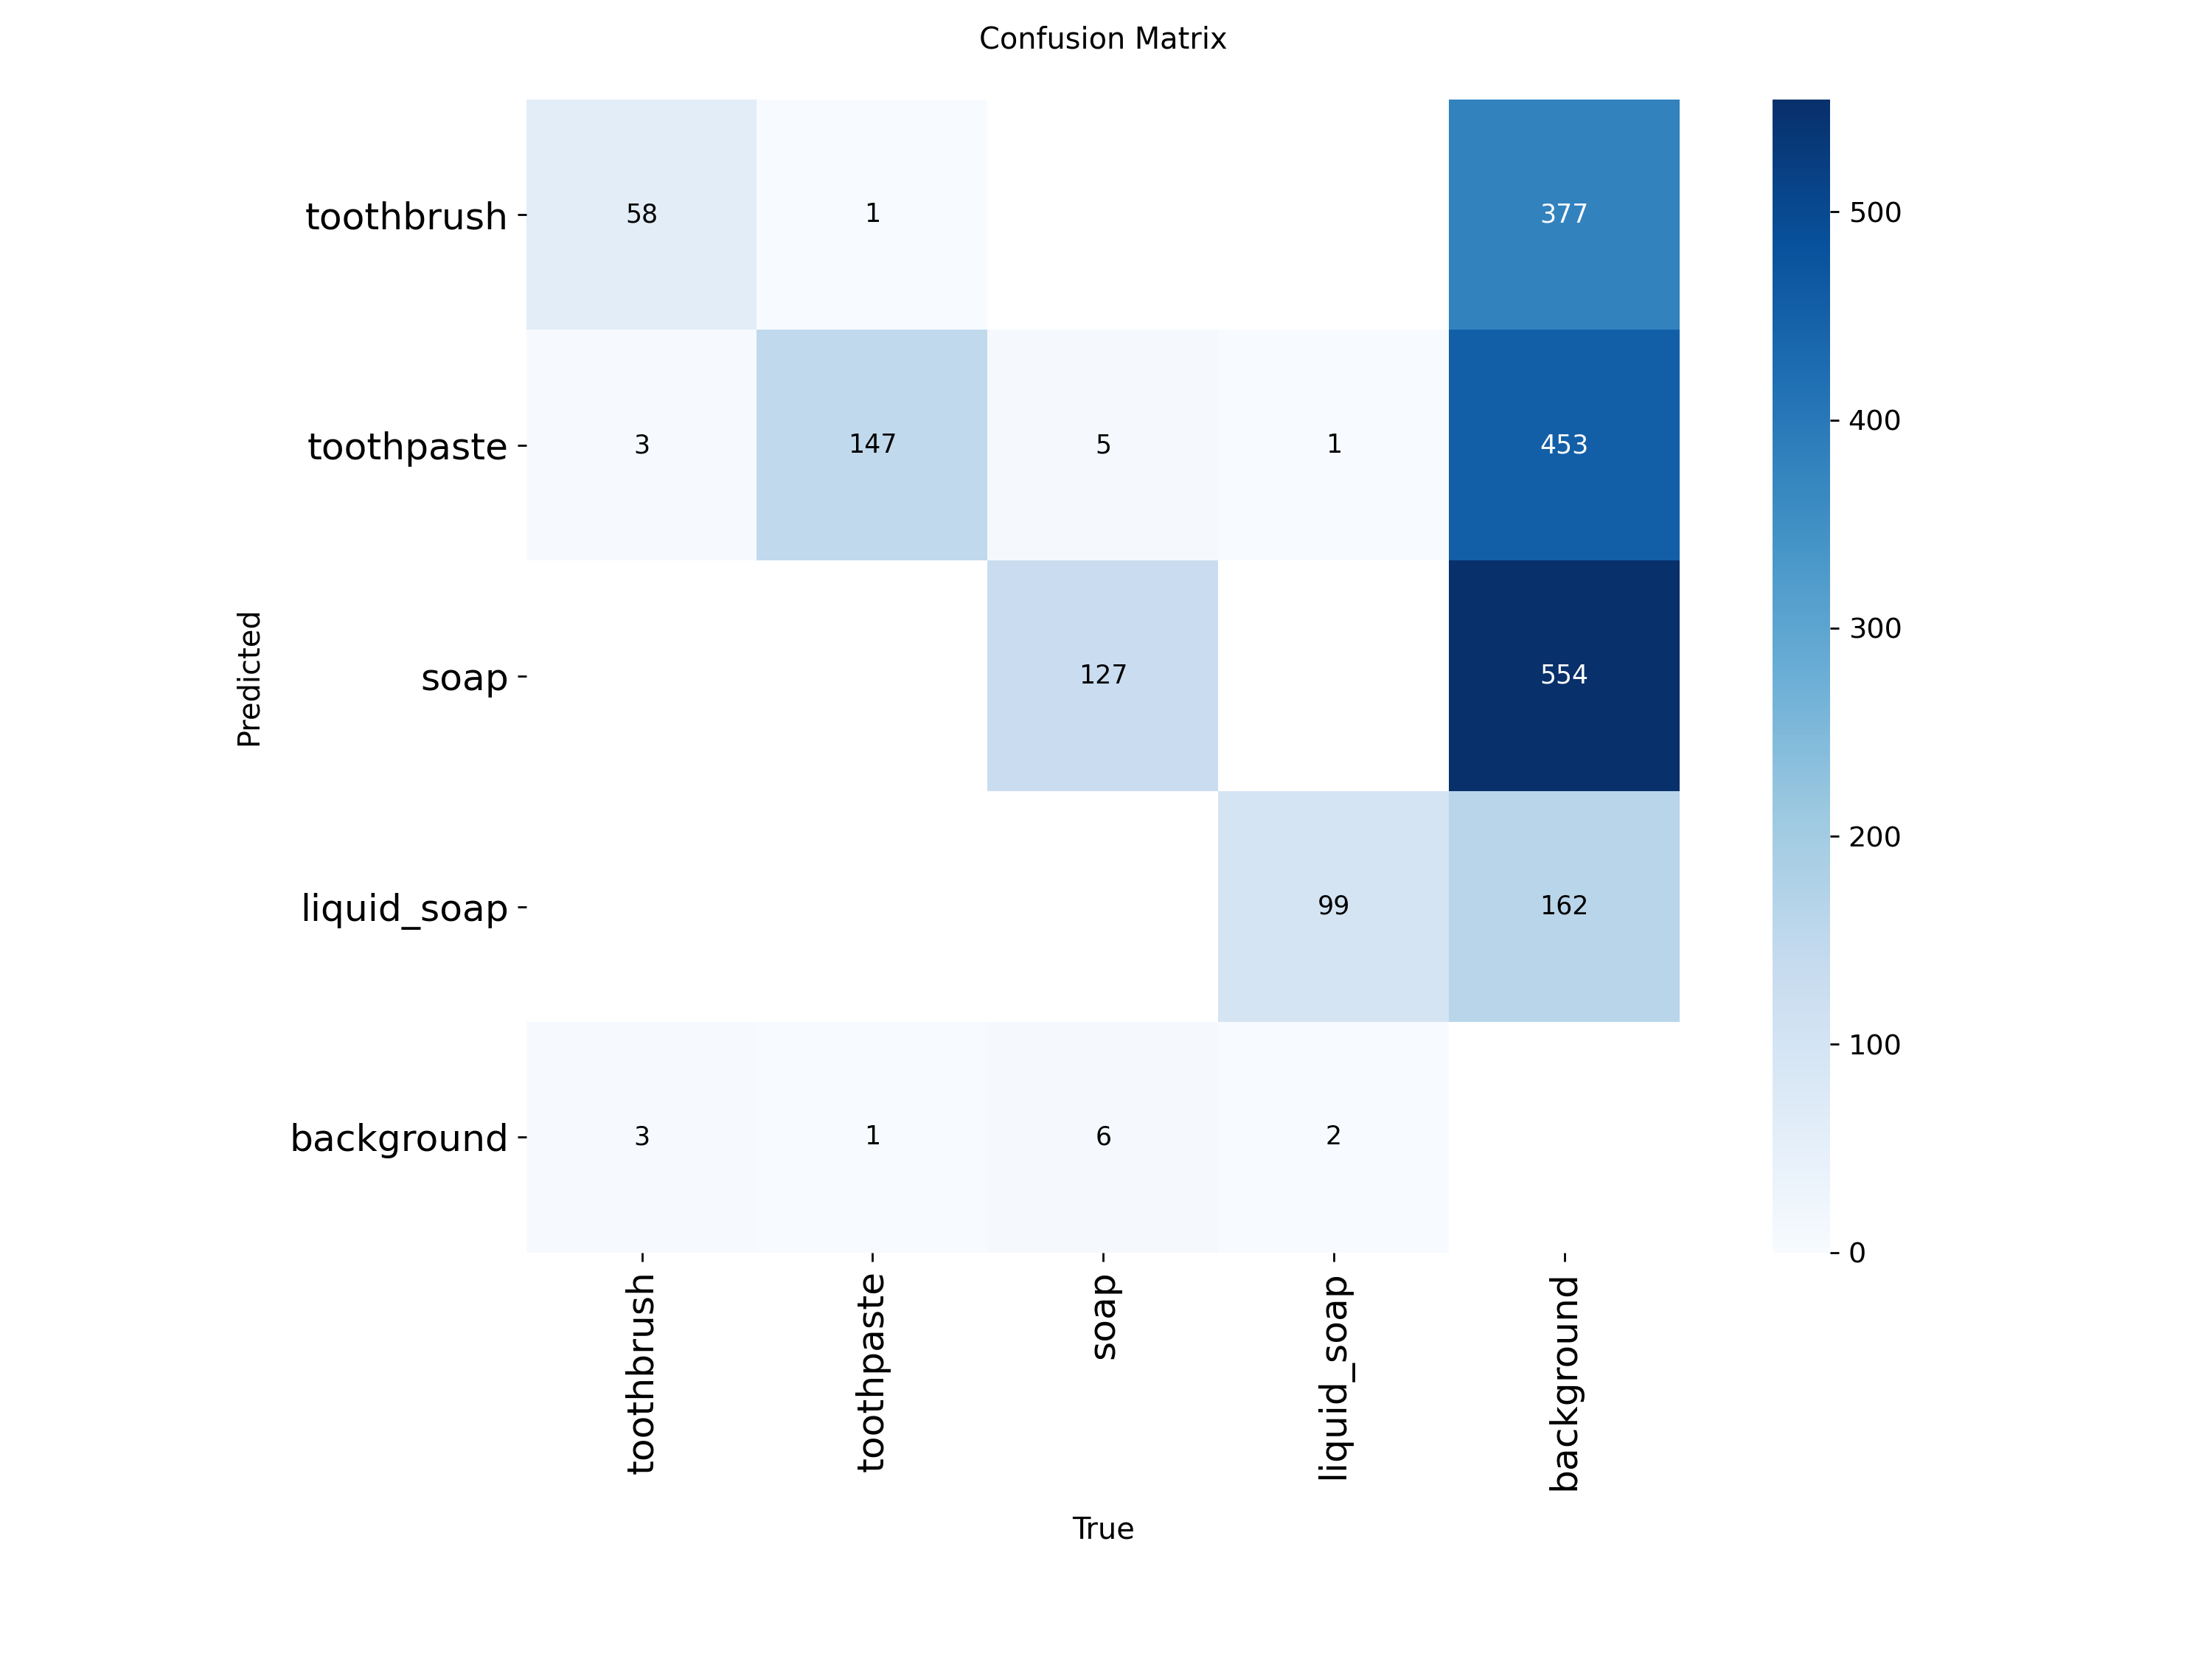 Confusion Matrix
toothbrush 58 1 377
toothpaste 3 147 5 1 453
soap 127 554
liquid_soap 99 162
background 3 1 6 2
toothbrush toothpaste soap liquid_soap background
True
Predicted
500
400
300
200
100
0